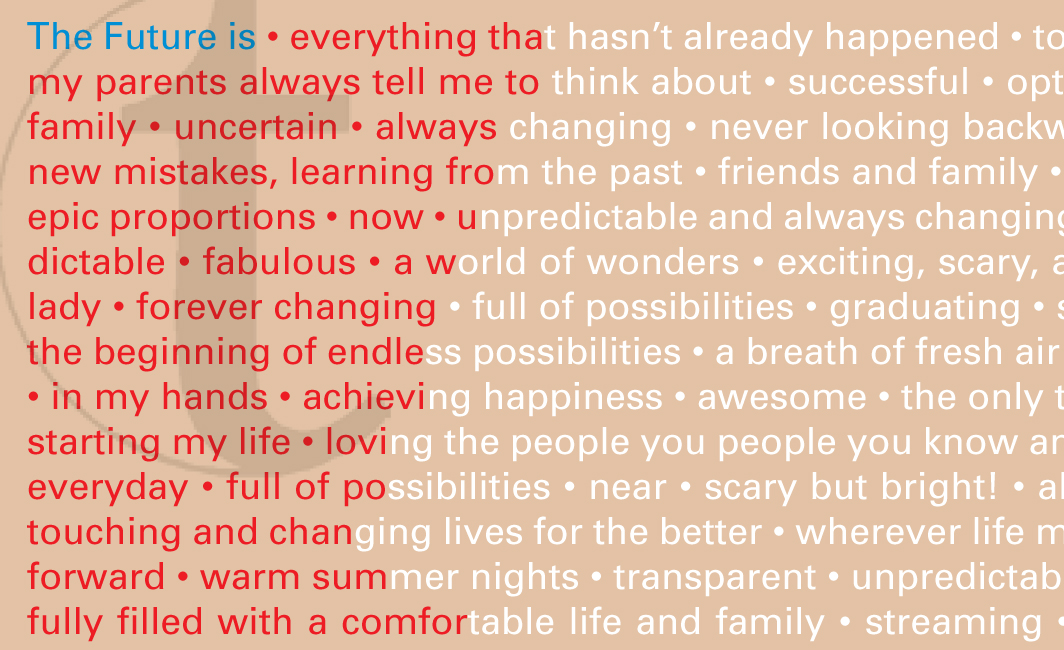 The Future is • everything that hasn’t already happened • to
my parents always tell me to think about • successful • opt
family • uncertain • always changing • never looking backw
new mistakes, learning from the past • friends and family •
epic proportions • now • unpredictable and always changing
dictable • fabulous • a world of wonders • exciting, scary, a
lady • forever changing • full of possibilities • graduating • s
the beginning of endless possibilities • a breath of fresh air
• in my hands • achieving happiness • awesome • the only t
starting my life • loving the people you people you know an
everyday • full of possibilities • near • scary but bright! • al
touching and changing lives for the better • wherever life m
forward • warm summer nights • transparent • unpredictab
fully filled with a comfortable life and family • streaming •